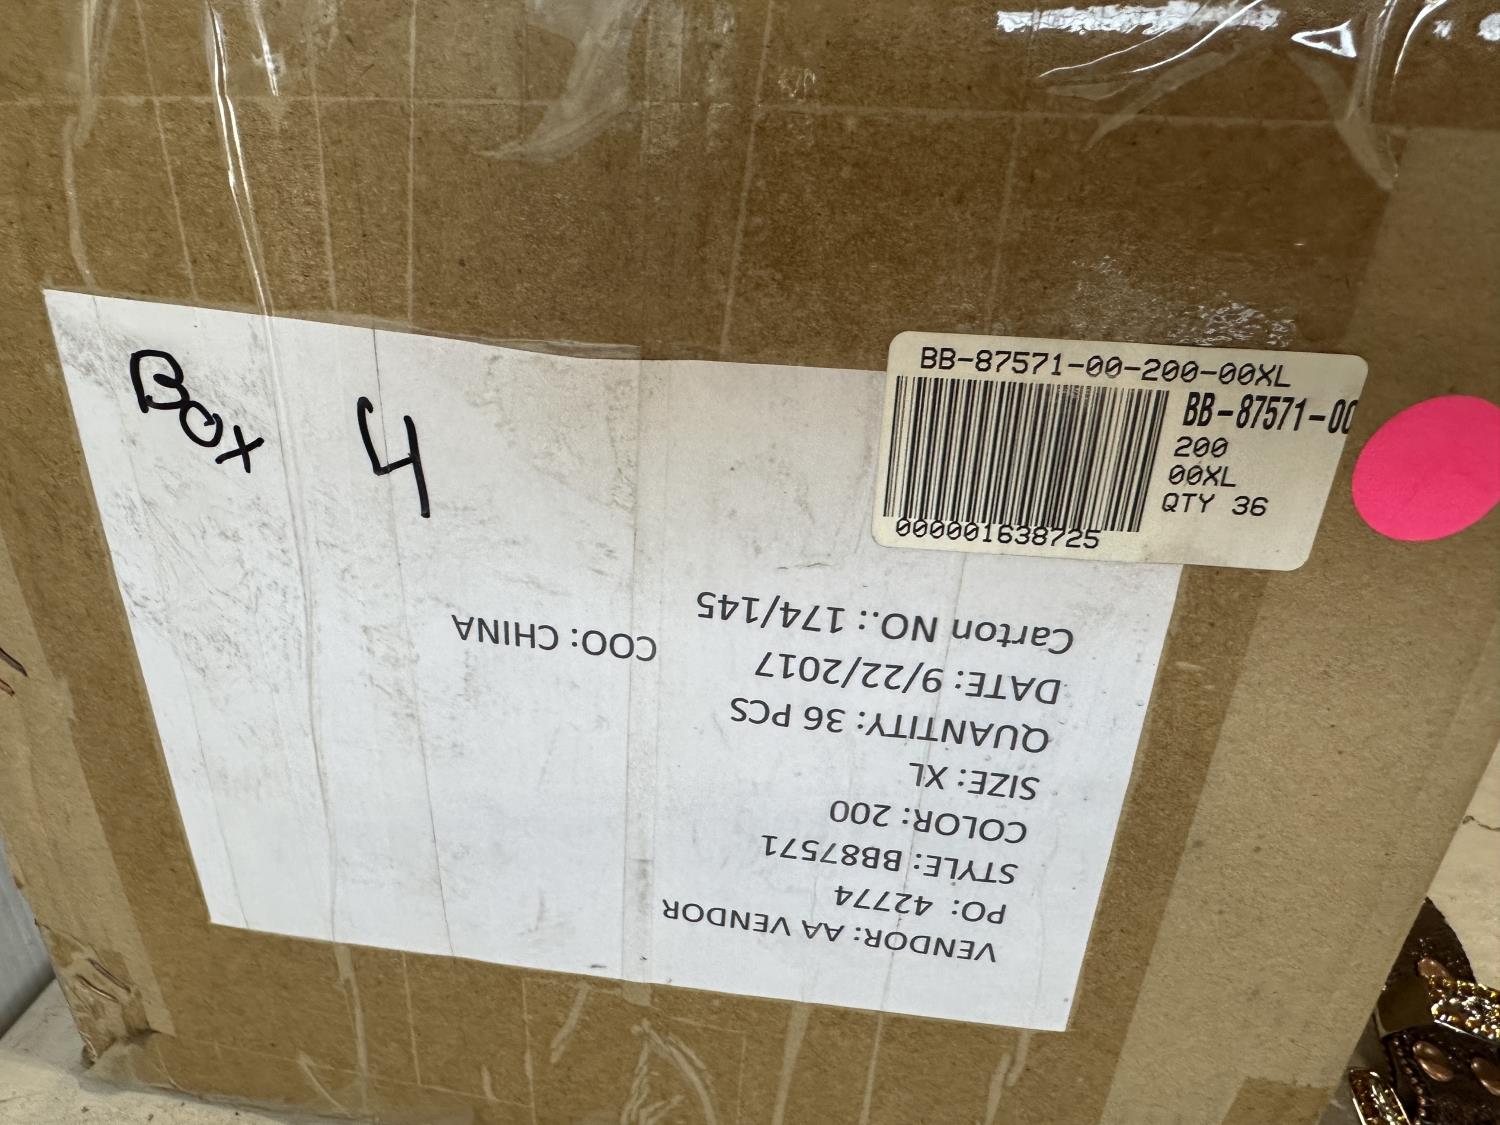 BOX 4
BB-87571-00-200-00XL
BB-87571-00
200
00XL
QTY 36
000001638725
VENDOR: AA VENDOR
PO: 42774
STYLE: BB87571
COLOR: 200
SIZE: XL
QUANTITY: 36 PCS
DATE: 9/22/2017
Carton NO.: 174/145
COO: CHINA